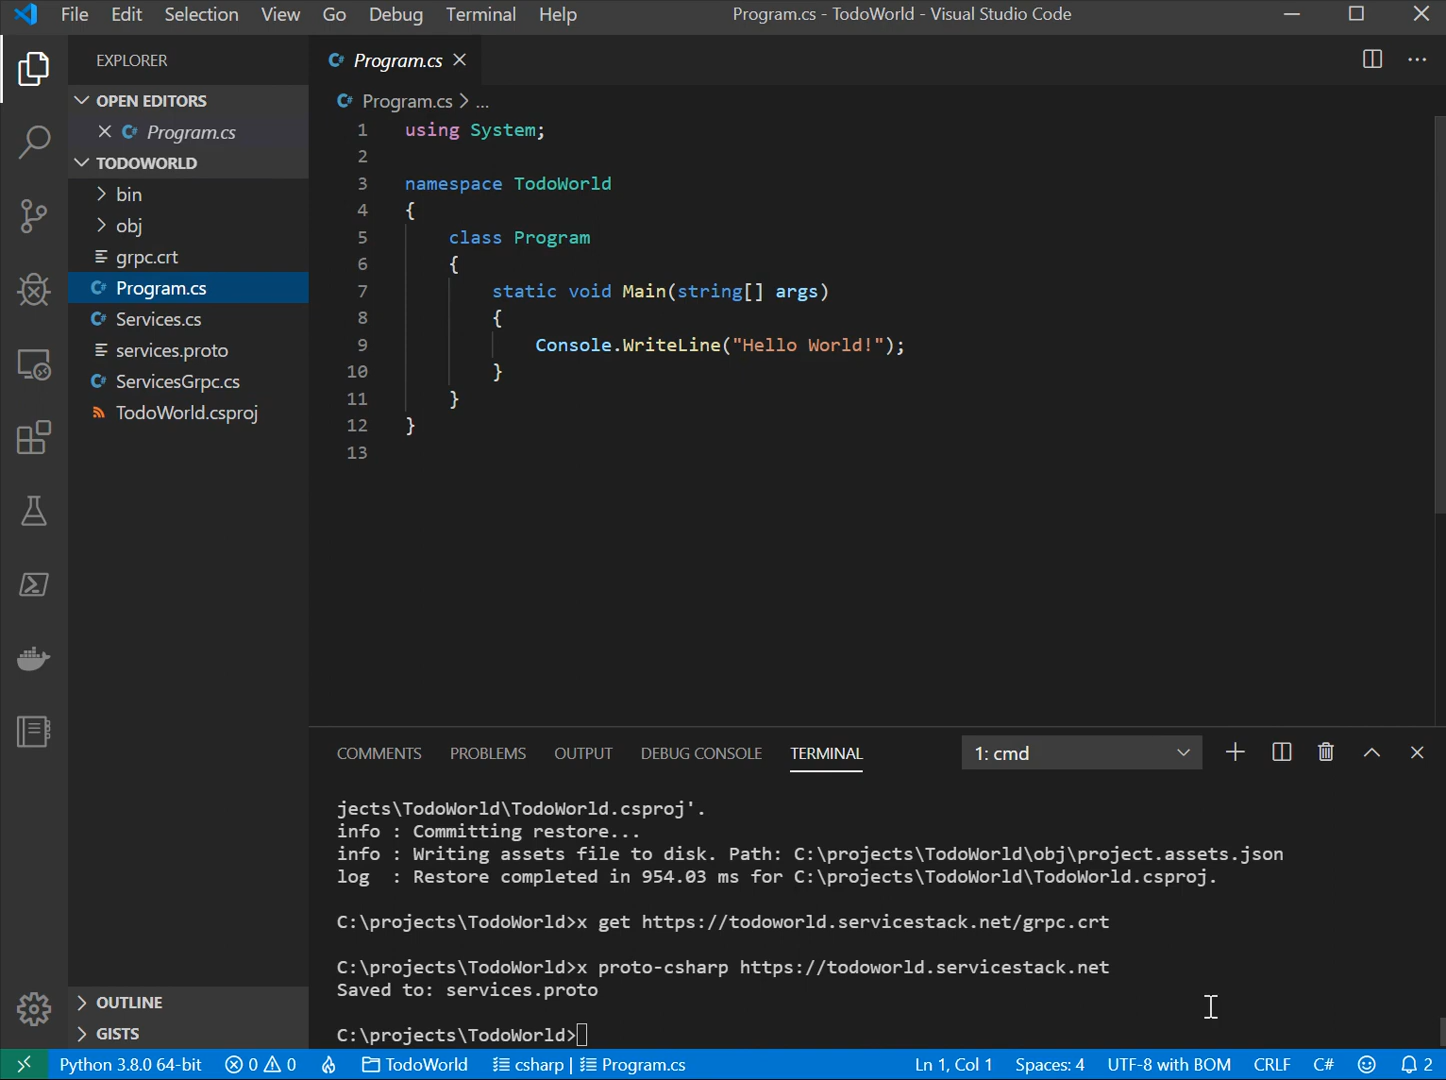 File Edit Selection View Go Debug Terminal Help Program.cs - TodoWorld - Visual Studio Code
EXPLORER
OPEN EDITORS
Program.cs
TODOWORLD
bin
obj
grpc.crt
Program.cs
Services.cs
services.proto
ServicesGrpc.cs
TodoWorld.csproj
OUTLINE
GISTS
Program.cs
Program.cs > ...
1 using System;
2
3 namespace TodoWorld
4 {
5 class Program
6 {
7 static void Main(string[] args)
8 {
9 Console.WriteLine("Hello World!");
10 }
11 }
12 }
13
COMMENTS PROBLEMS OUTPUT DEBUG CONSOLE TERMINAL 1: cmd
jects\TodoWorld\TodoWorld.csproj'.
info : Committing restore...
info : Writing assets file to disk. Path: C:\projects\TodoWorld\obj\project.assets.json
log : Restore completed in 954.03 ms for C:\projects\TodoWorld\TodoWorld.csproj.
C:\projects\TodoWorld>x get https://todoworld.servicestack.net/grpc.crt
C:\projects\TodoWorld>x proto-csharp https://todoworld.servicestack.net
Saved to: services.proto
C:\projects\TodoWorld>
Python 3.8.0 64-bit 0 0 TodoWorld csharp | Program.cs Ln 1, Col 1 Spaces: 4 UTF-8 with BOM CRLF C# 2